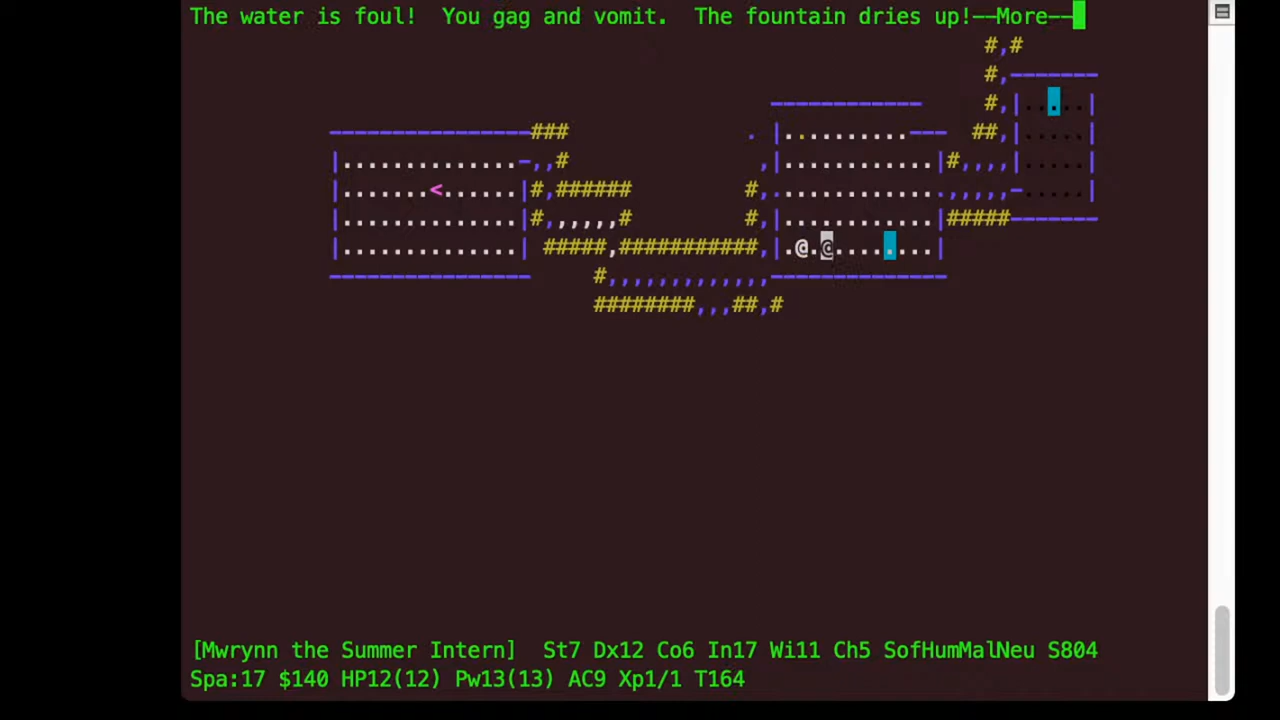 The water is foul!  You gag and vomit.  The fountain dries up!--More--
#,#
#,-------
----------- #,|.....|
---------------### . |.........--- ##,|.....|
|.............-,,# ,|...........|#,,,,|.....|
|.......<......|#,###### #,............,,,,,-.....|
|..............|#,,,,,,# #,|...........|#####-------
|..............| #####,###########,|.@.@....... .|
---------------- #,,,,,,,,,,,,,--------------
########,,,##,#
[Mwrynn the Summer Intern]  St7 Dx12 Co6 In17 Wi11 Ch5 SofHumMalNeu S804
Spa:17 $140 HP12(12) Pw13(13) AC9 Xp1/1 T164